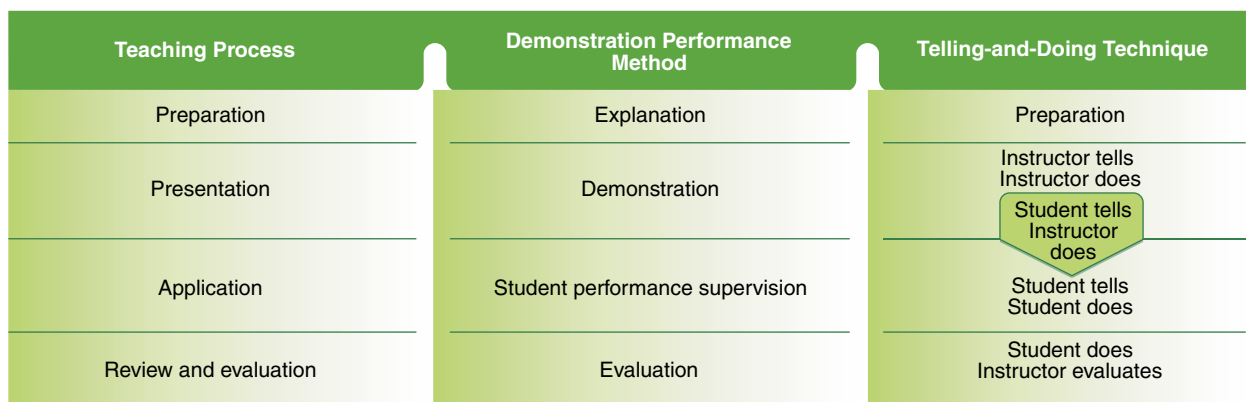 Teaching Process
Demonstration Performance
Method
Telling-and-Doing Technique
Preparation
Explanation
Preparation
Presentation
Demonstration
Instructor tells
Instructor does
Student tells
Instructor
does
Application
Student performance supervision
Student tells
Student does
Review and evaluation
Evaluation
Student does
Instructor evaluates